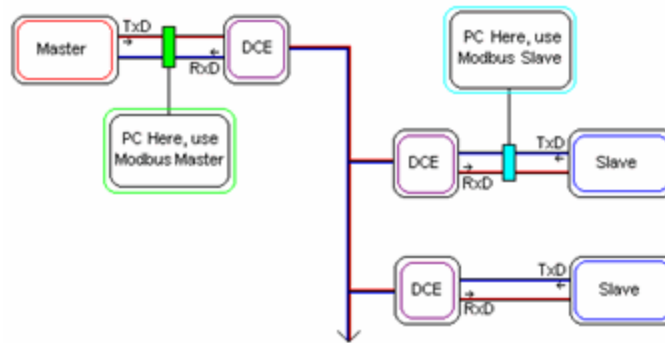 TxD
Master
DCE
RxD
PC Here, use
Modbus Master
PC Here, use
Modbus Slave
TxD
DCE
Slave
RxD
TxD
DCE
Slave
RxD